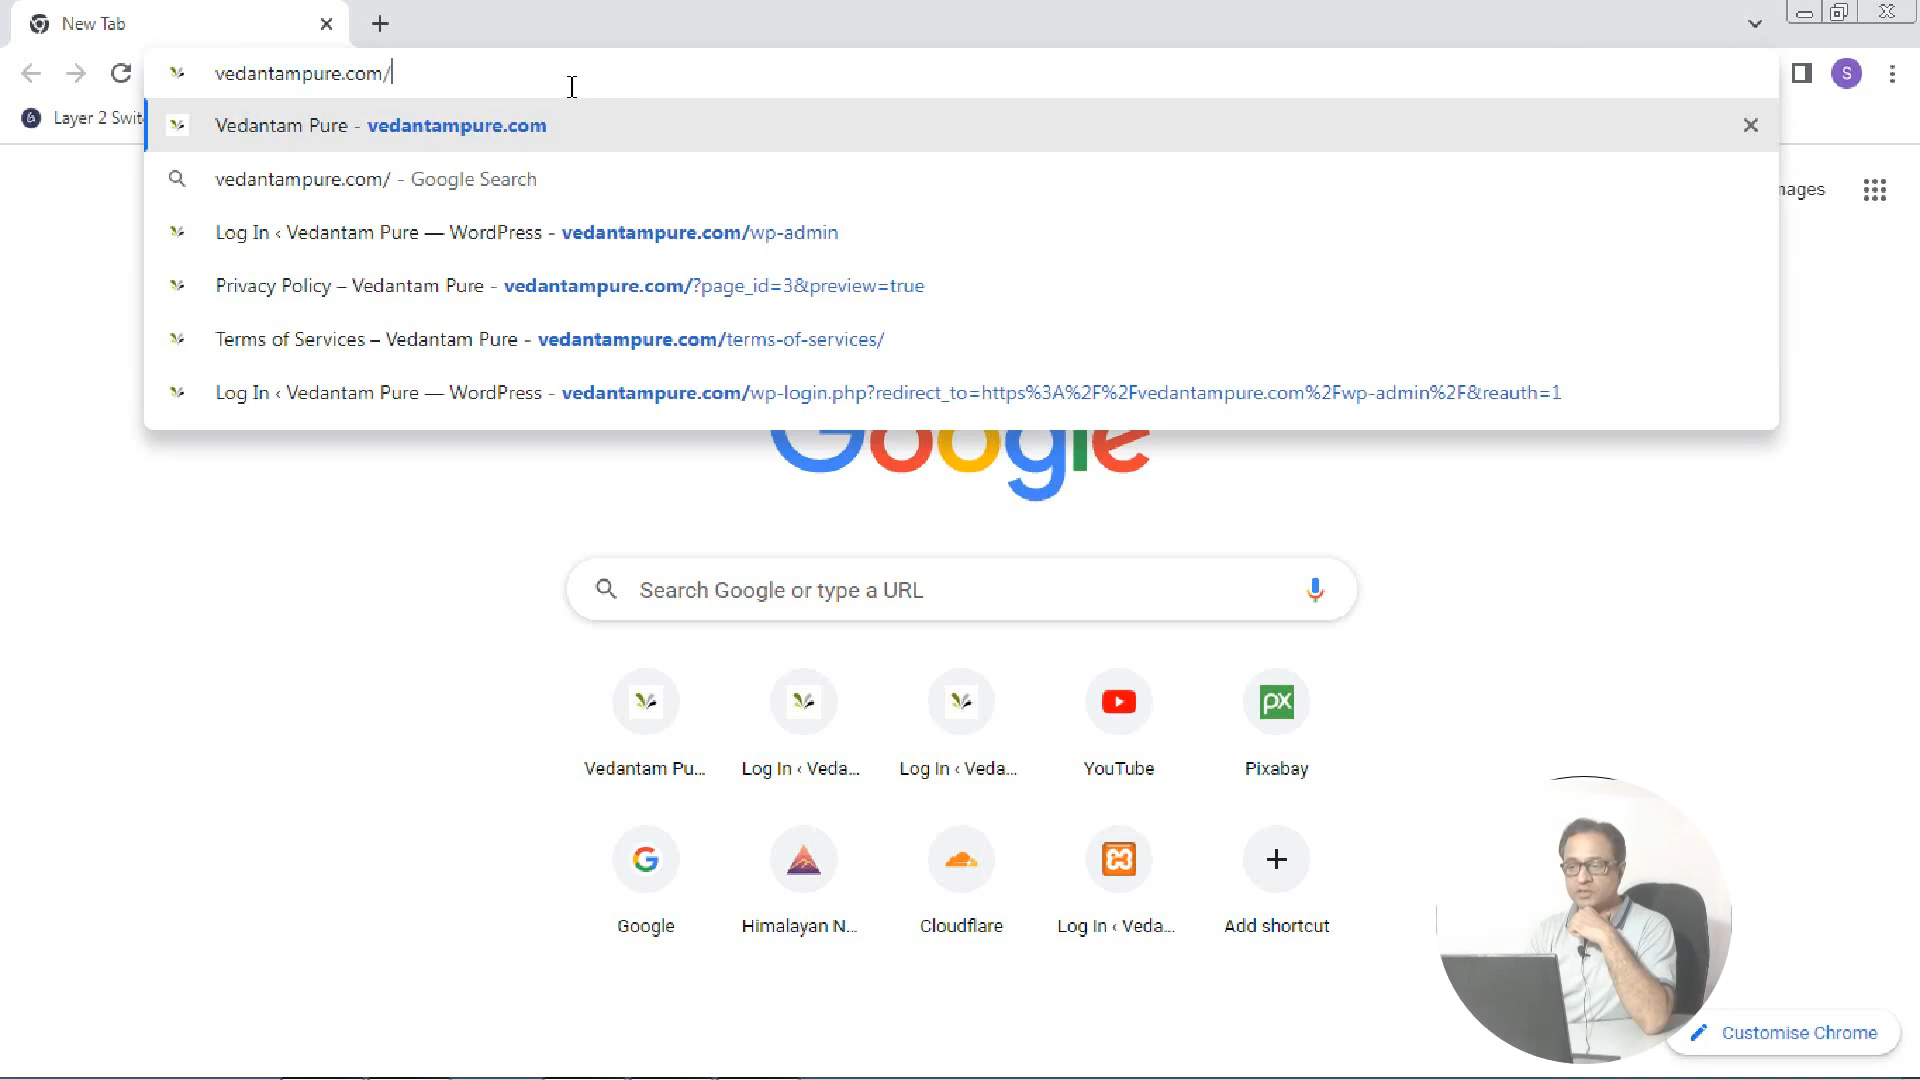 New Tab
vedantampure.com/
Layer 2 Swit
Vedantam Pure - vedantampure.com
vedantampure.com/ - Google Search
Log In ‹ Vedantam Pure — WordPress - vedantampure.com/wp-admin
Privacy Policy – Vedantam Pure - vedantampure.com/?page_id=3&preview=true
Terms of Services – Vedantam Pure - vedantampure.com/terms-of-services/
Log In ‹ Vedantam Pure — WordPress - vedantampure.com/wp-login.php?redirect_to=https%3A%2F%2Fvedantampure.com%2Fwp-admin%2F&reauth=1
S
mages
Google
Search Google or type a URL
px
Vedantam Pu... Log In ‹ Veda... Log In ‹ Veda... YouTube Pixabay
Google Himalayan N... Cloudflare Log In ‹ Veda... Add shortcut
Customise Chrome